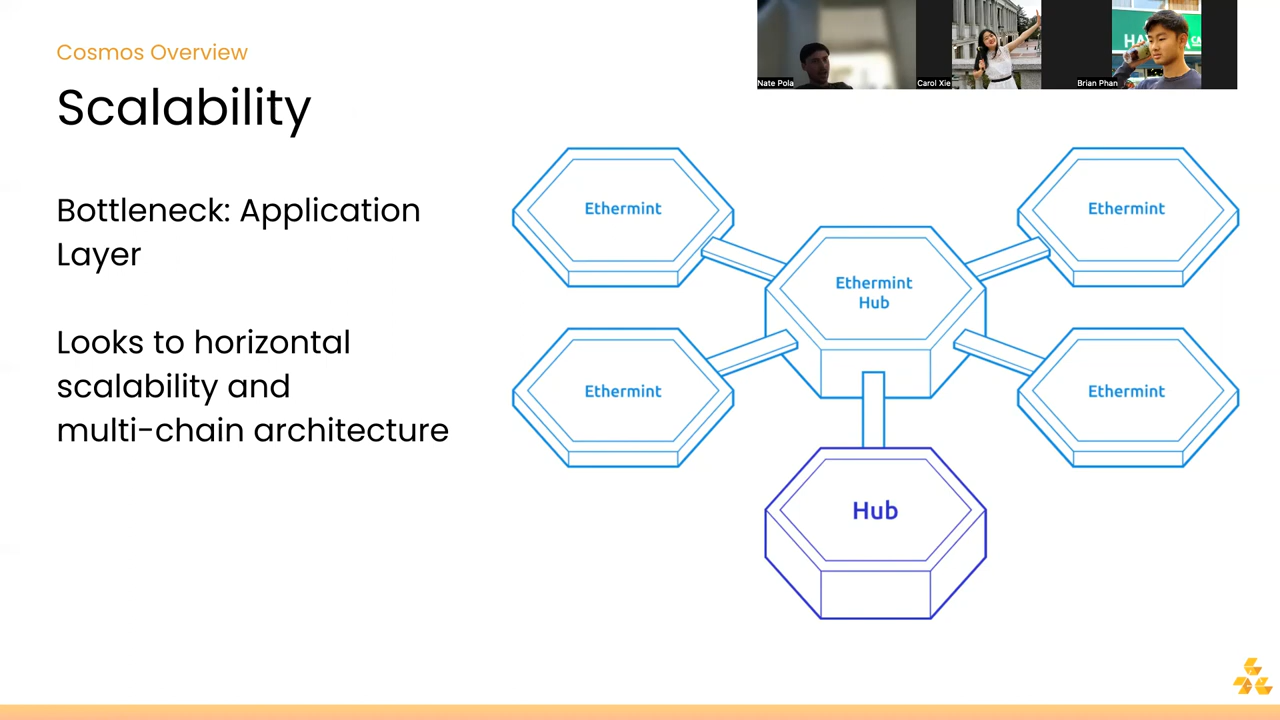 Cosmos Overview
Scalability
Bottleneck: Application
Layer
Looks to horizontal
scalability and
multi-chain architecture
Nate Pola
Carol Xie
Brian Phan
Ethermint
Ethermint
Ethermint
Hub
Ethermint
Ethermint
Hub